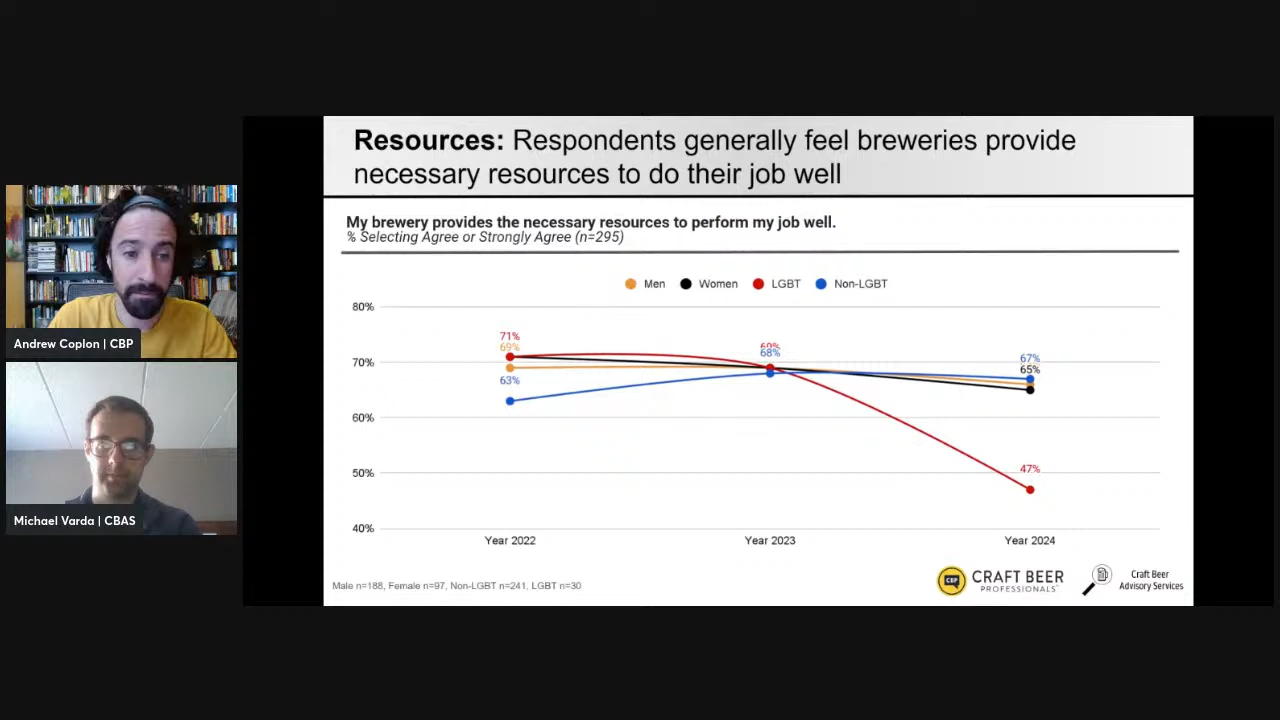 Resources: Respondents generally feel breweries provide
necessary resources to do their job well
My brewery provides the necessary resources to perform my job well.
% Selecting Agree or Strongly Agree (n=295)
Men Women LGBT Non-LGBT
80%
70%
60%
50%
40%
71%
69%
63%
69%
68%
67%
65%
47%
Year 2022 Year 2023 Year 2024
Male n=188, Female n=97, Non-LGBT n=241, LGBT n=30
CBP
CRAFT BEER
PROFESSIONALS
Craft Beer
Advisory Services
Andrew Coplon | CBP
Michael Varda | CBAS